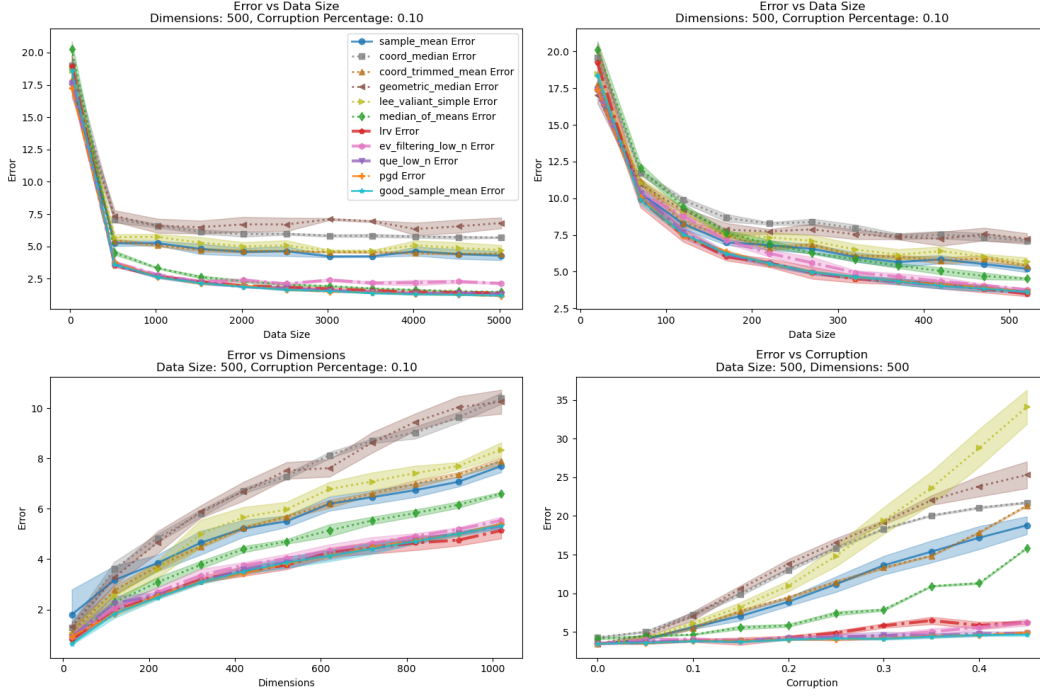 Error vs Data Size
Dimensions: 500, Corruption Percentage: 0.10
20.0
17.5
15.0
12.5
10.0
7.5
5.0
2.5
Error
0
1000
2000
3000
4000
5000
Data Size
sample_mean Error
coord_median Error
coord_trimmed_mean Error
geometric_median Error
lee_valiant_simple Error
median_of_means Error
lrv Error
ev_filtering_low_n Error
que_low_n Error
pgd Error
good_sample_mean Error
Error vs Data Size
Dimensions: 500, Corruption Percentage: 0.10
20.0
17.5
15.0
12.5
10.0
7.5
5.0
2.5
Error
0
100
200
300
400
500
Data Size
Error vs Dimensions
Data Size: 500, Corruption Percentage: 0.10
10
8
6
4
2
Error
0
200
400
600
800
1000
Dimensions
Error vs Corruption
Data Size: 500, Dimensions: 500
35
30
25
20
15
10
5
Error
0.0
0.1
0.2
0.3
0.4
Corruption